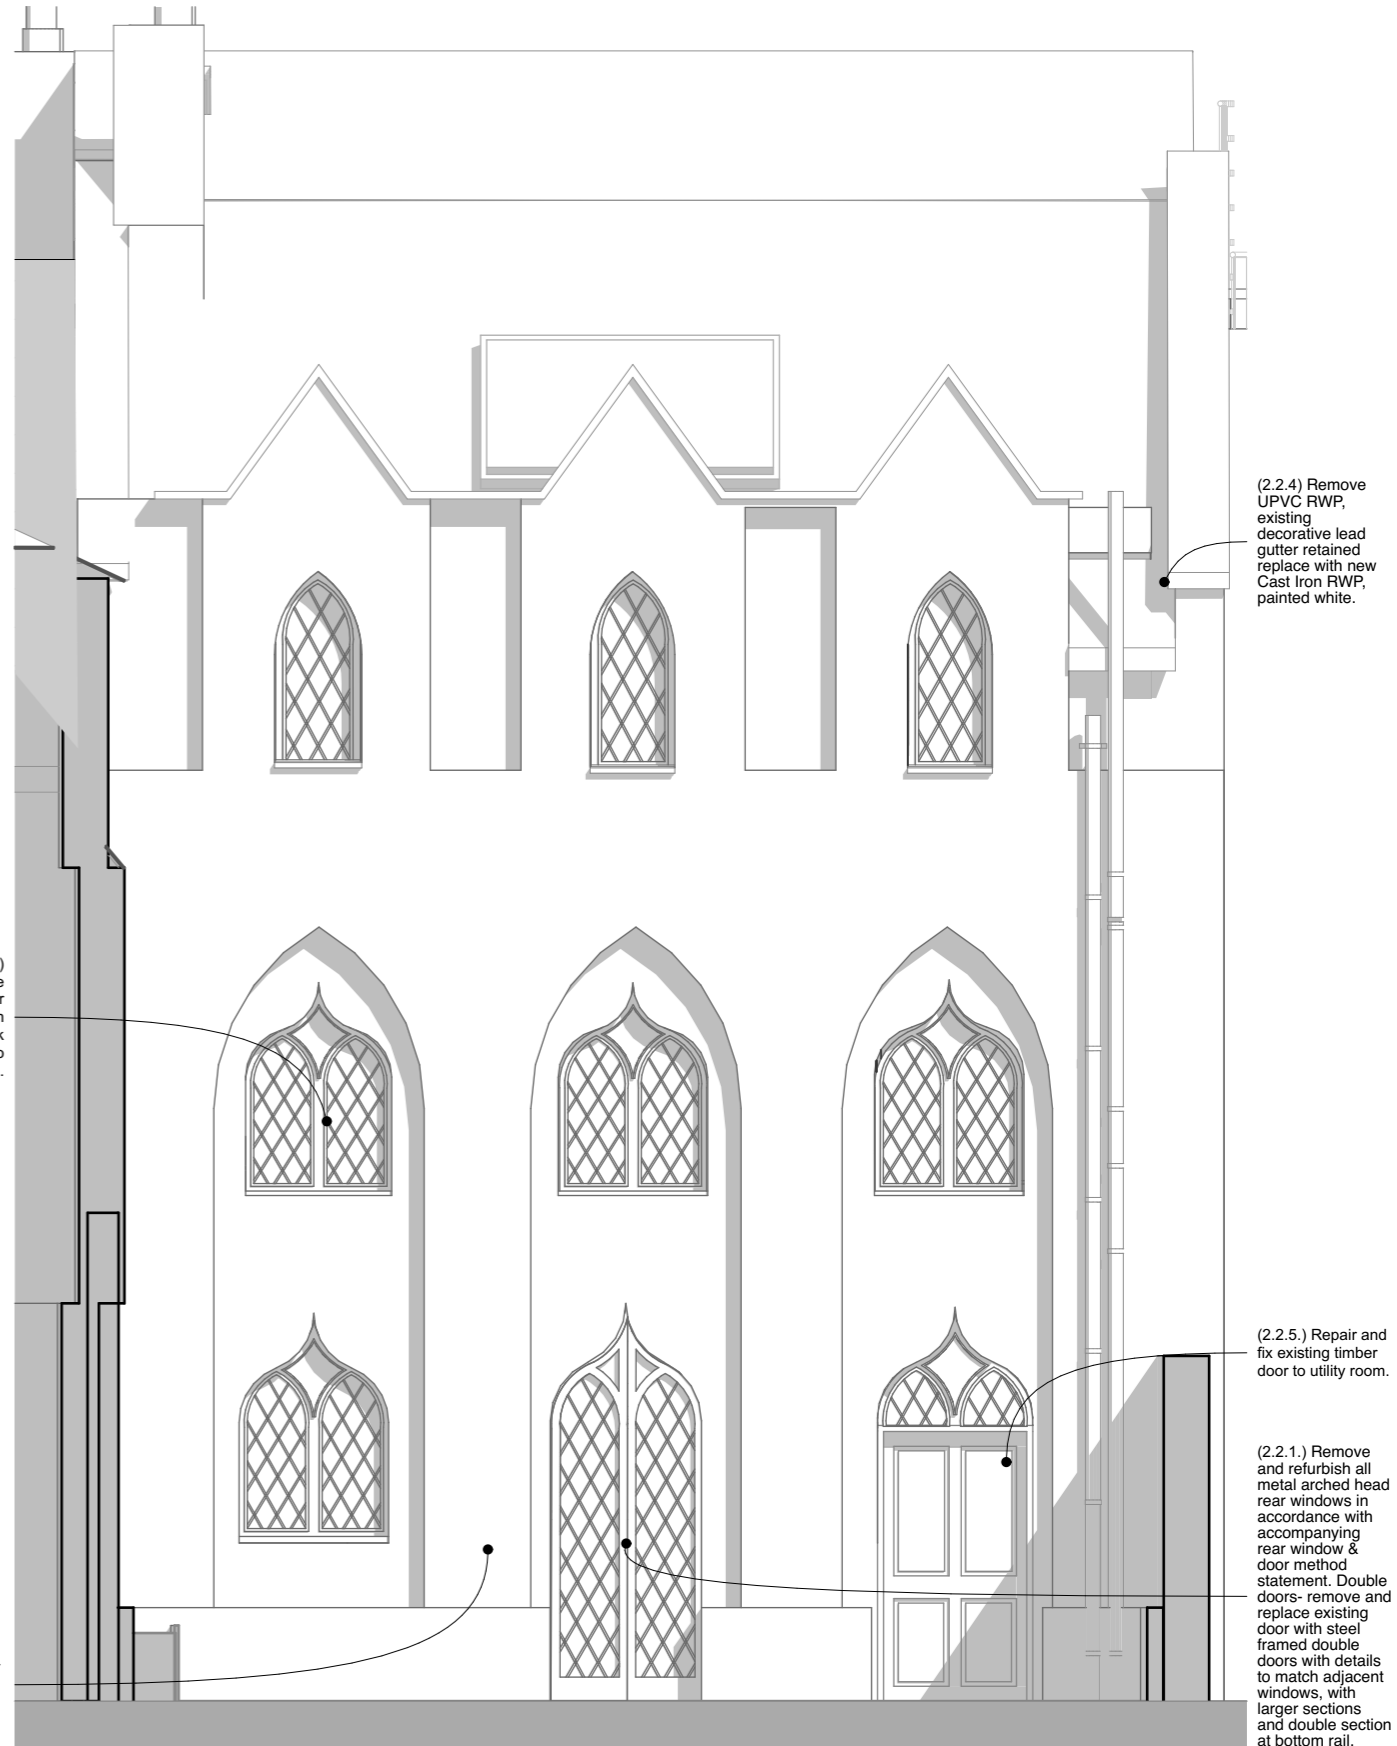 (2.2.4) Remove
UPVC RWP,
existing
decorative lead
gutter retained
replace with new
Cast Iron RWP,
painted white.
(2.2.5.) Repair and
fix existing timber
door to utility room.
(2.2.1.) Remove
and refurbish all
metal arched head
rear windows in
accordance with
accompanying
rear window &
door method
statement. Double
doors- remove and
replace existing
door with steel
framed double
doors with details
to match adjacent
windows, with
larger sections
and double section
at bottom rail.